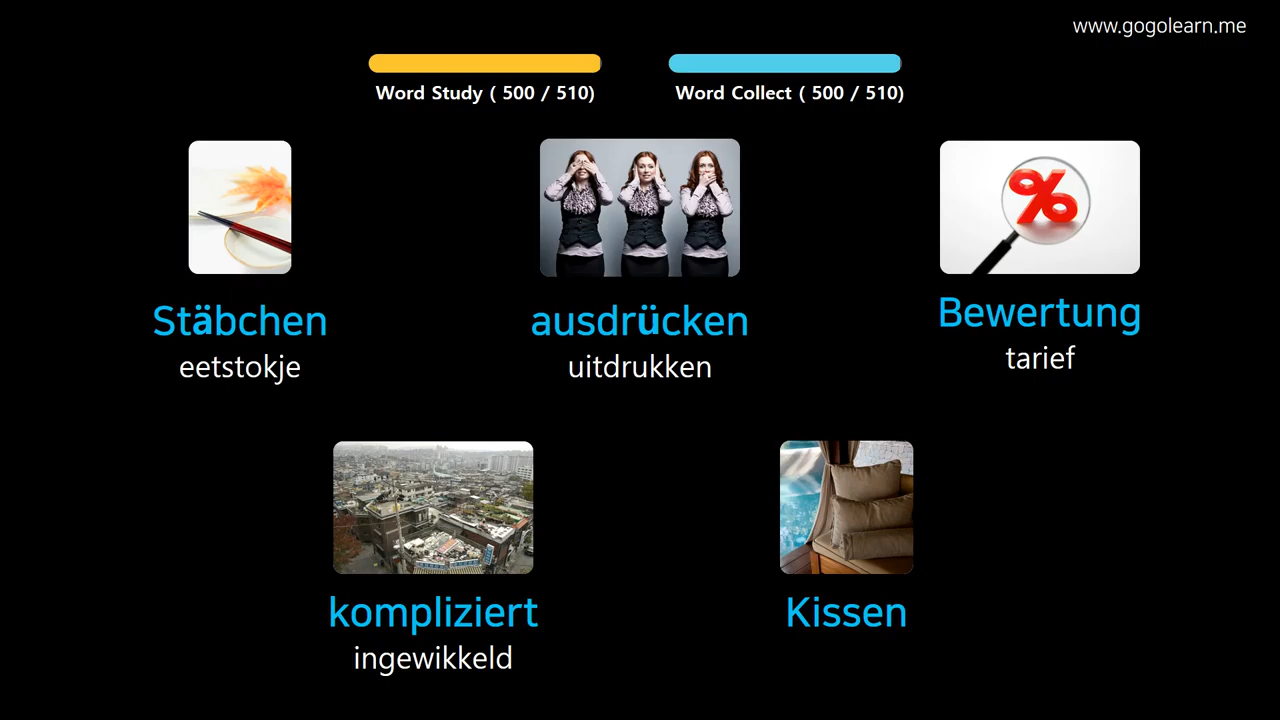 www.gogolearn.me
Word Study ( 500 / 510)
Word Collect ( 500 / 510)
Stäbchen
eetstokje
ausdrücken
uitdrukken
Bewertung
tarief
%
kompliziert
ingewikkeld
Kissen